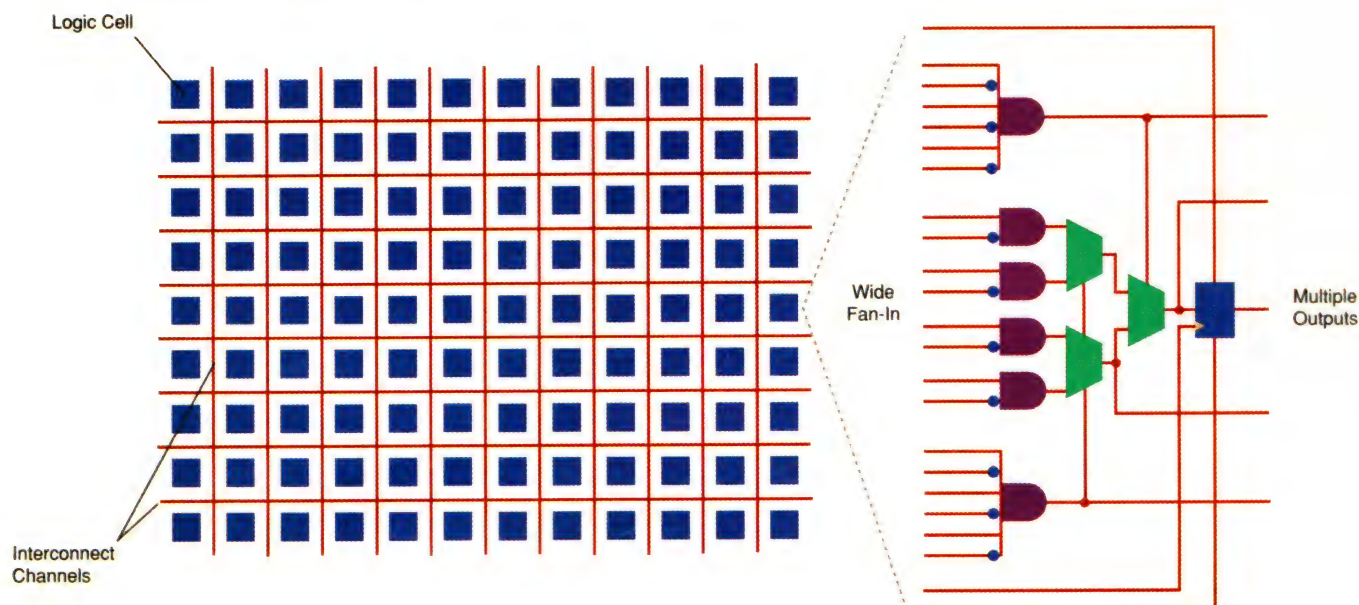 Logic Cell
Interconnect
Channels
Wide
Fan-In
Multiple
Outputs